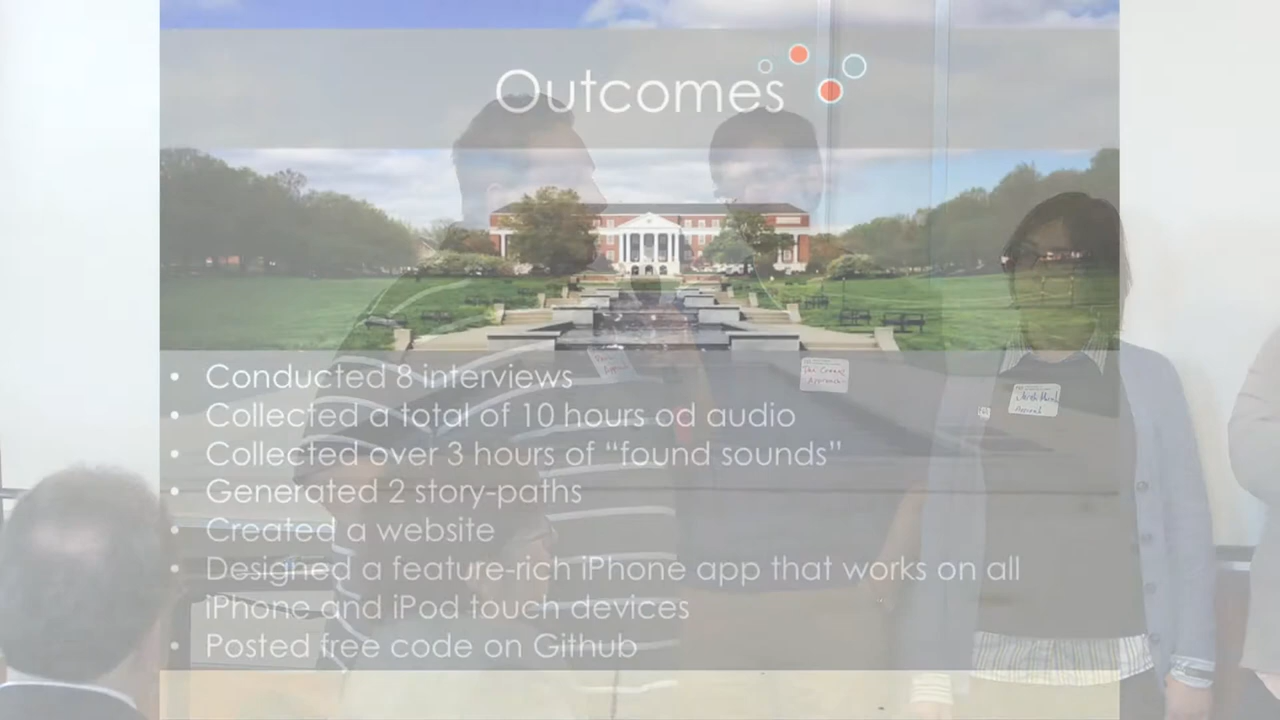 Outcomes
• Conducted 8 interviews
• Collected a total of 10 hours od audio
• Collected over 3 hours of “found sounds”
• Generated 2 story-paths
• Created a website
• Designed a feature-rich iPhone app that works on all
iPhone and iPod touch devices
• Posted free code on Github